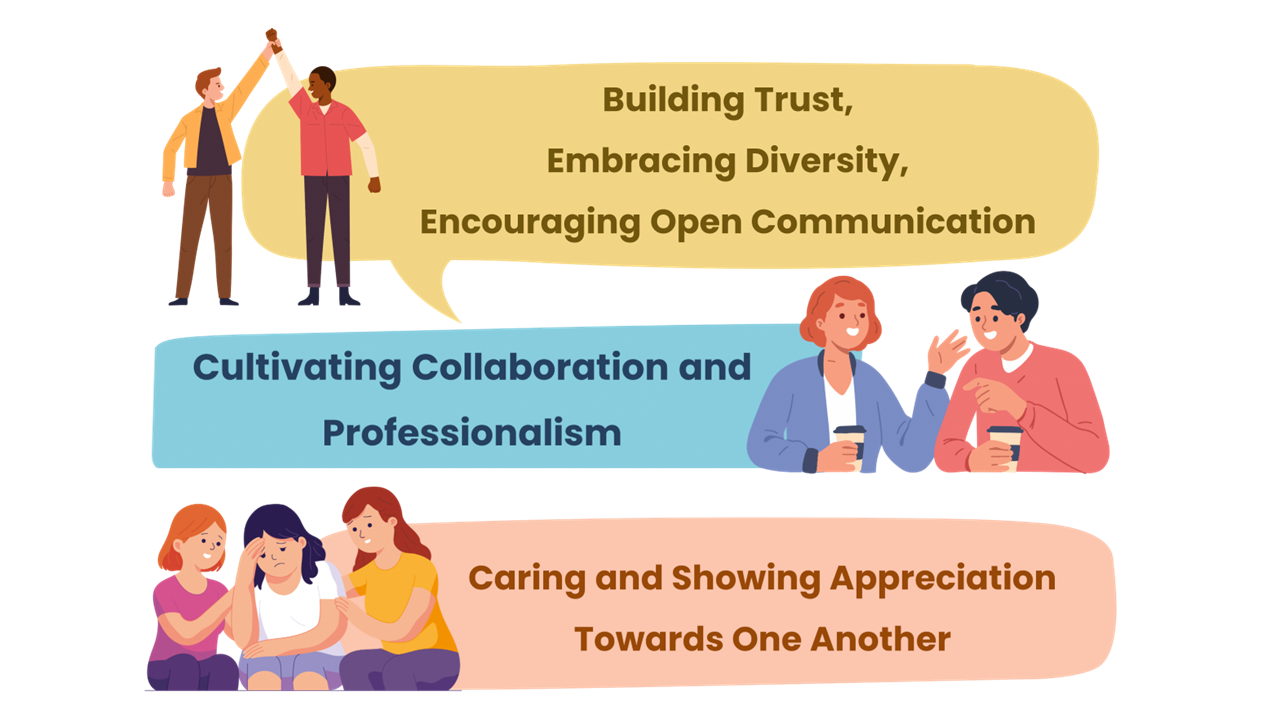 Building Trust,
Embracing Diversity,
Encouraging Open Communication
Cultivating Collaboration and
Professionalism
Caring and Showing Appreciation
Towards One Another